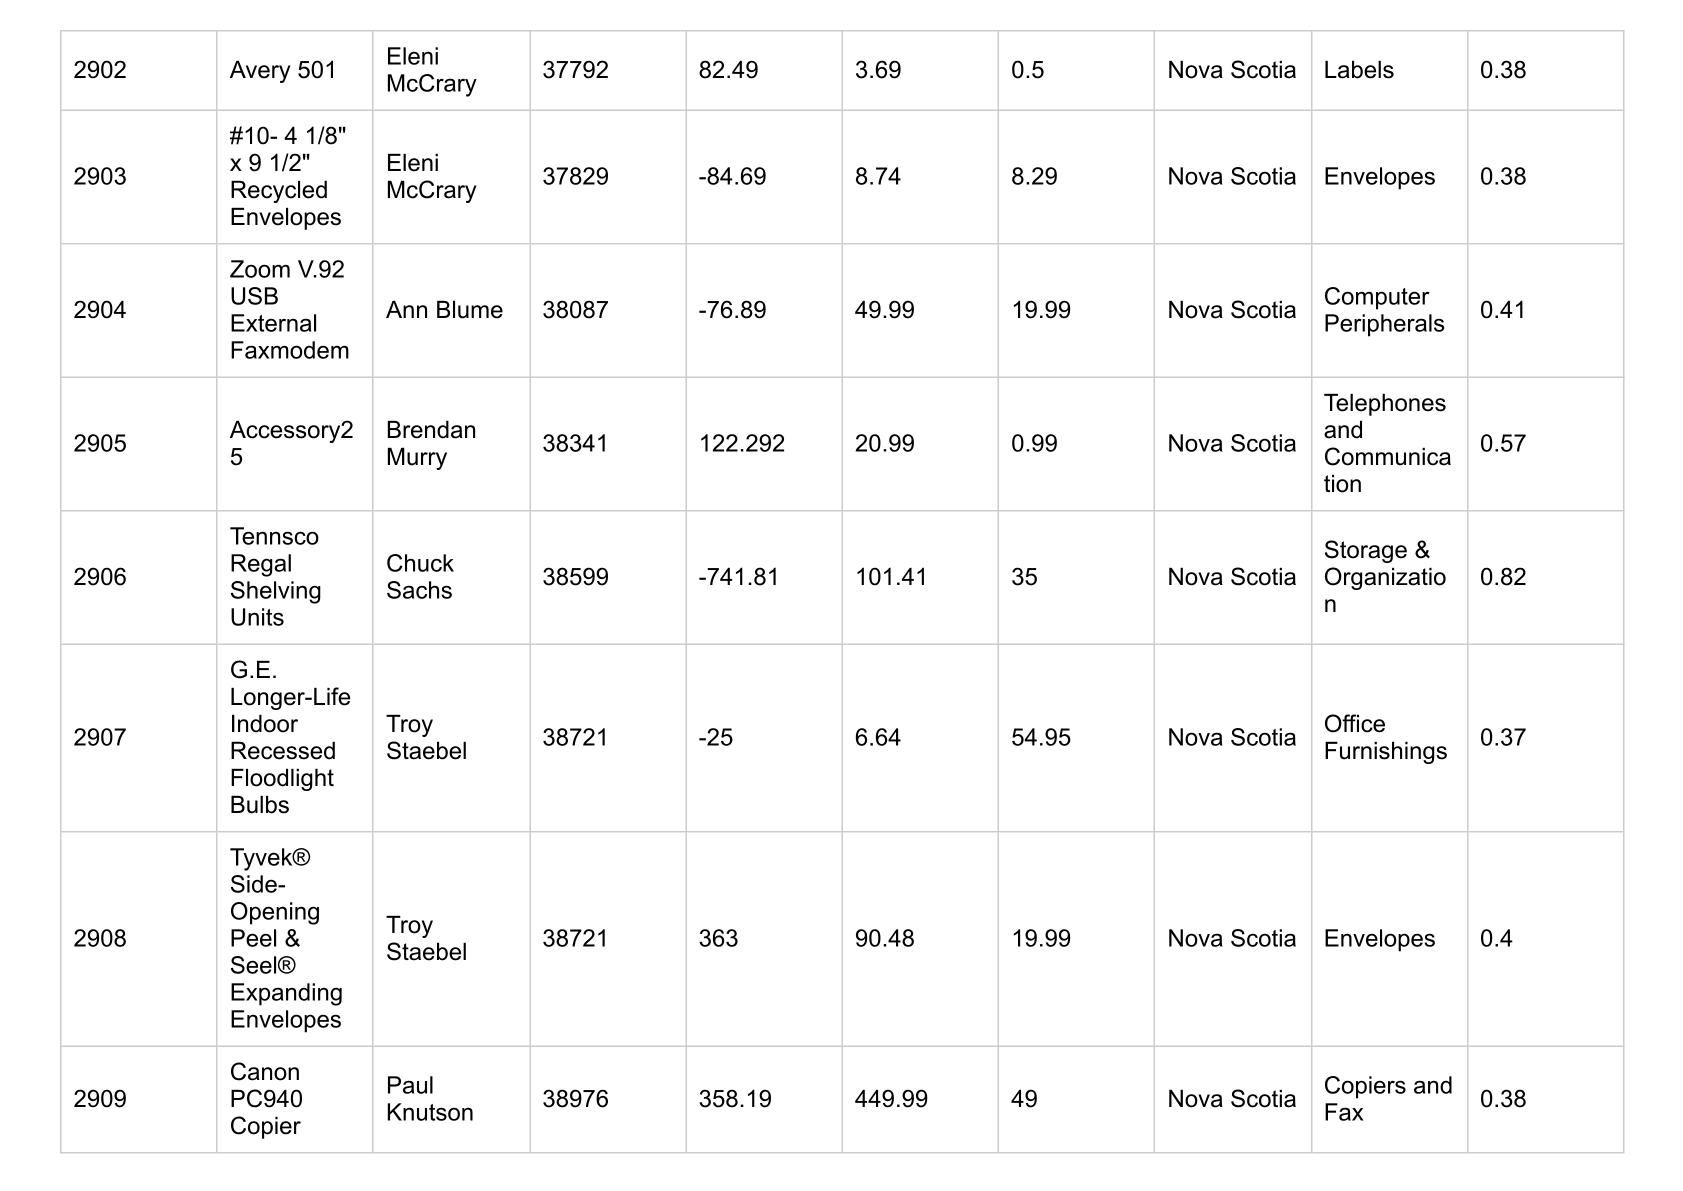 2902 Avery 501 Eleni McCrary 37792 82.49 3.69 0.5 Nova Scotia Labels 0.38
2903 #10- 4 1/8" x 9 1/2" Recycled Envelopes Eleni McCrary 37829 -84.69 8.74 8.29 Nova Scotia Envelopes 0.38
2904 Zoom V.92 USB External Faxmodem Ann Blume 38087 -76.89 49.99 19.99 Nova Scotia Computer Peripherals 0.41
2905 Accessory25 Brendan Murry 38341 122.292 20.99 0.99 Nova Scotia Telephones and Communication 0.57
2906 Tennsco Regal Shelving Units Chuck Sachs 38599 -741.81 101.41 35 Nova Scotia Storage & Organization 0.82
2907 G.E. Longer-Life Indoor Recessed Floodlight Bulbs Troy Staebel 38721 -25 6.64 54.95 Nova Scotia Office Furnishings 0.37
2908 Tyvek® Side-Opening Peel & Seel® Expanding Envelopes Troy Staebel 38721 363 90.48 19.99 Nova Scotia Envelopes 0.4
2909 Canon PC940 Copier Paul Knutson 38976 358.19 449.99 49 Nova Scotia Copiers and Fax 0.38